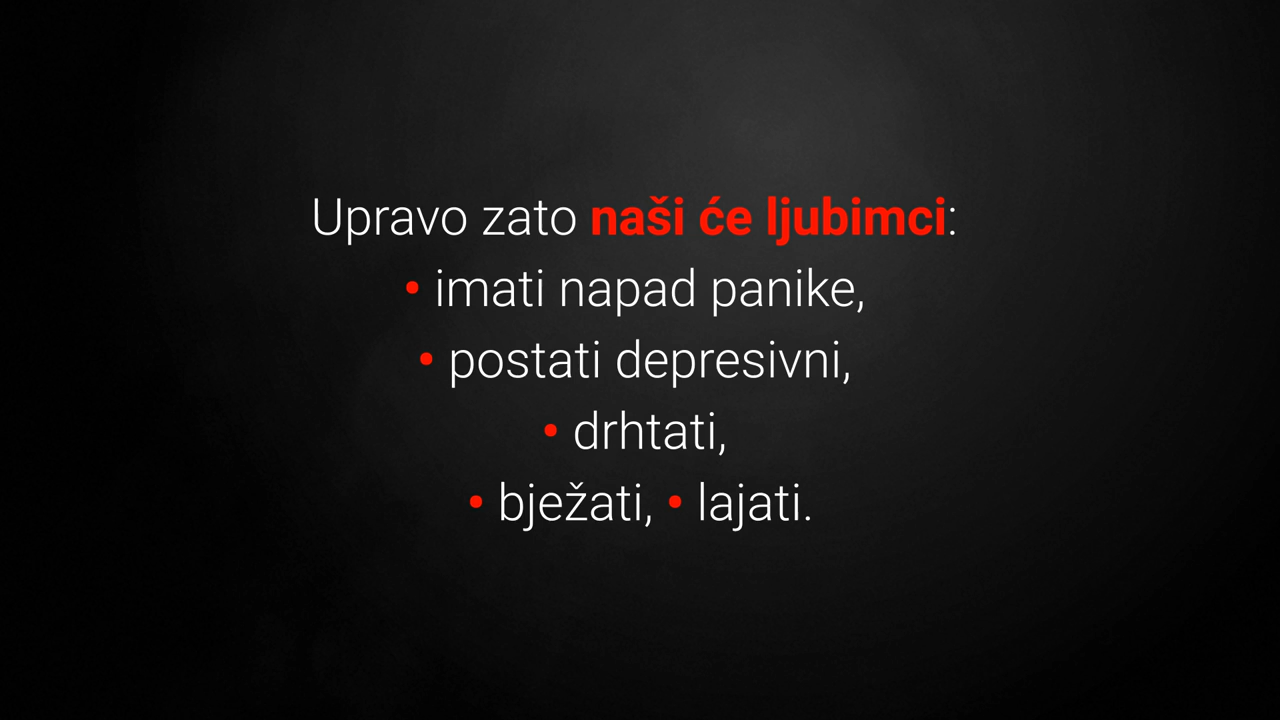 Upravo zato naši će ljubimci:
• imati napad panike,
• postati depresivni,
• drhtati,
• bježati, • lajati.